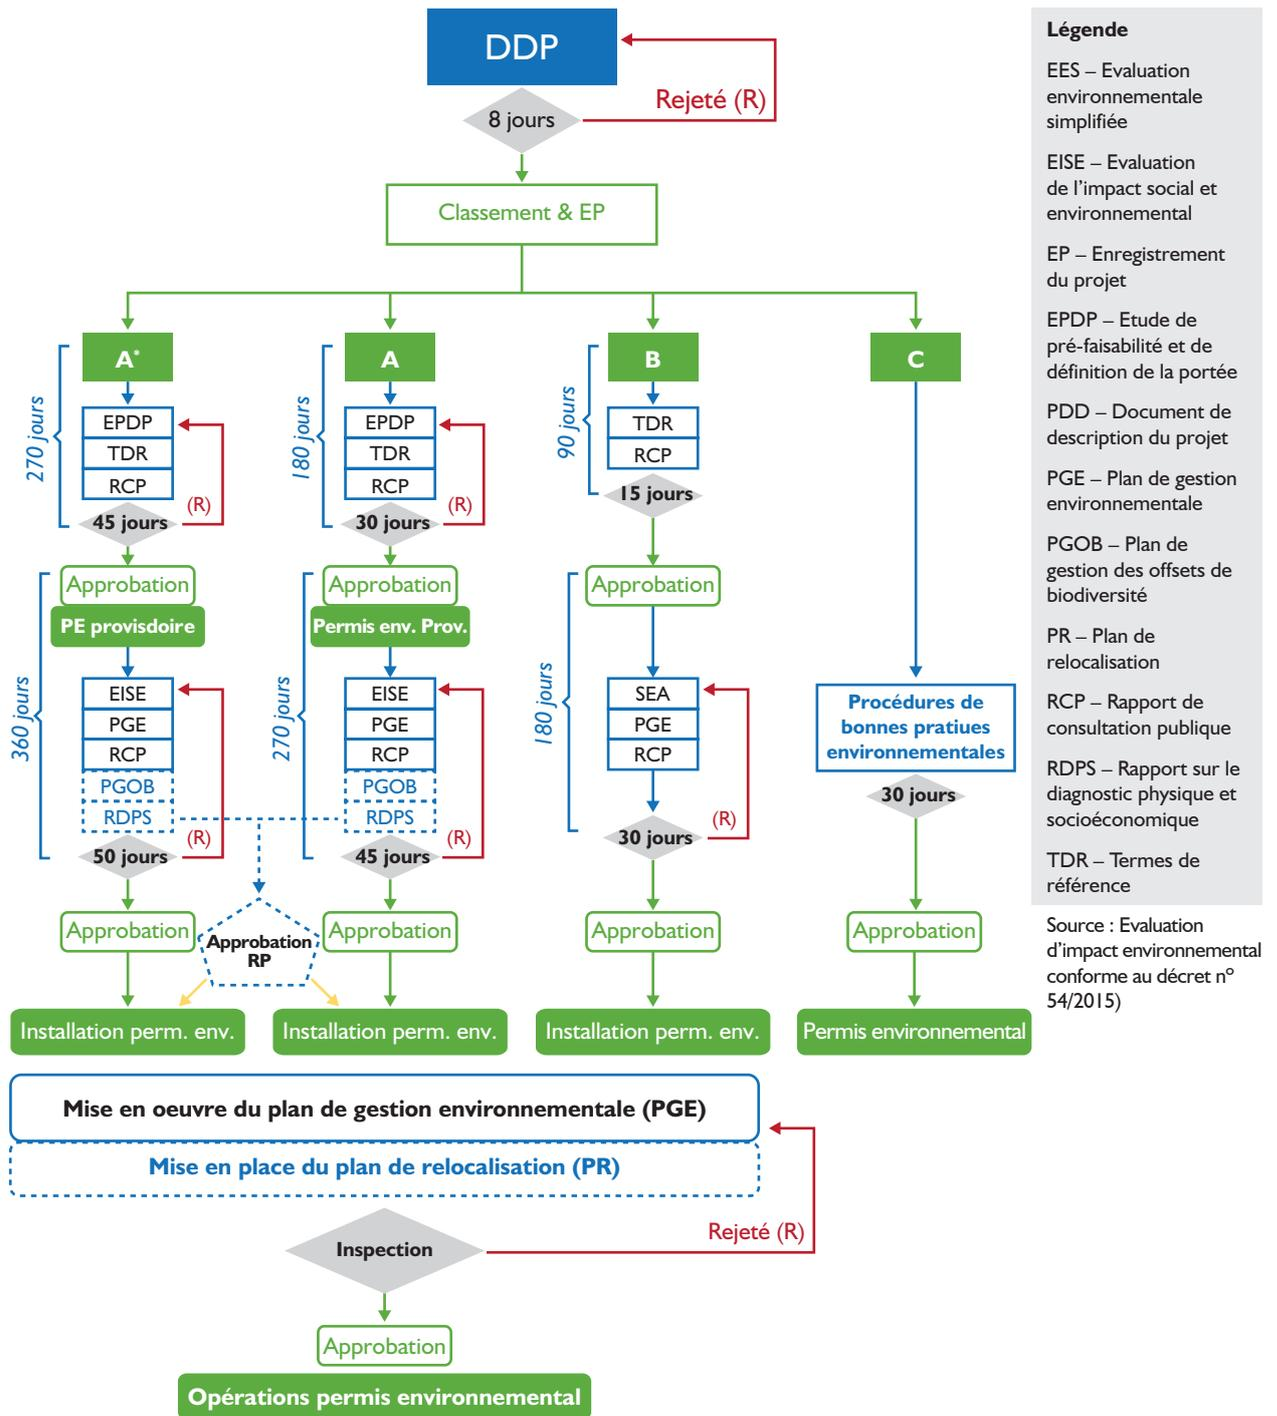 DDP
Rejeté (R)
8 jours
Classement & EP
A*
A
B
C
270 jours
EPDP
TDR
RCP
(R)
45 jours
180 jours
EPDP
TDR
RCP
(R)
30 jours
90 jours
TDR
RCP
15 jours
Approbation
PE provisdoire
Approbation
Permis env. Prov.
Approbation
360 jours
EISE
PGE
RCP
PGOB
RDPS
(R)
50 jours
270 jours
EISE
PGE
RCP
PGOB
RDPS
(R)
45 jours
180 jours
SEA
PGE
RCP
(R)
30 jours
Procédures de
bonnes pratiues
environnementales
30 jours
Approbation
Approbation
RP
Approbation
Approbation
Approbation
Installation perm. env.
Installation perm. env.
Installation perm. env.
Permis environnemental
Mise en oeuvre du plan de gestion environnementale (PGE)
Mise en place du plan de relocalisation (PR)
Rejeté (R)
Inspection
Approbation
Opérations permis environnemental
Légende
EES – Evaluation
environnementale
simplifiée
EISE – Evaluation
de l'impact social et
environnemental
EP – Enregistrement
du projet
EPDP – Etude de
pré-faisabilité et de
définition de la portée
PDD – Document de
description du projet
PGE – Plan de gestion
environnementale
PGOB – Plan de
gestion des offsets de
biodiversité
PR – Plan de
relocalisation
RCP – Rapport de
consultation publique
RDPS – Rapport sur le
diagnostic physique et
socioéconomique
TDR – Termes de
référence
Source : Evaluation
d'impact environnemental
conforme au décret nº
54/2015)